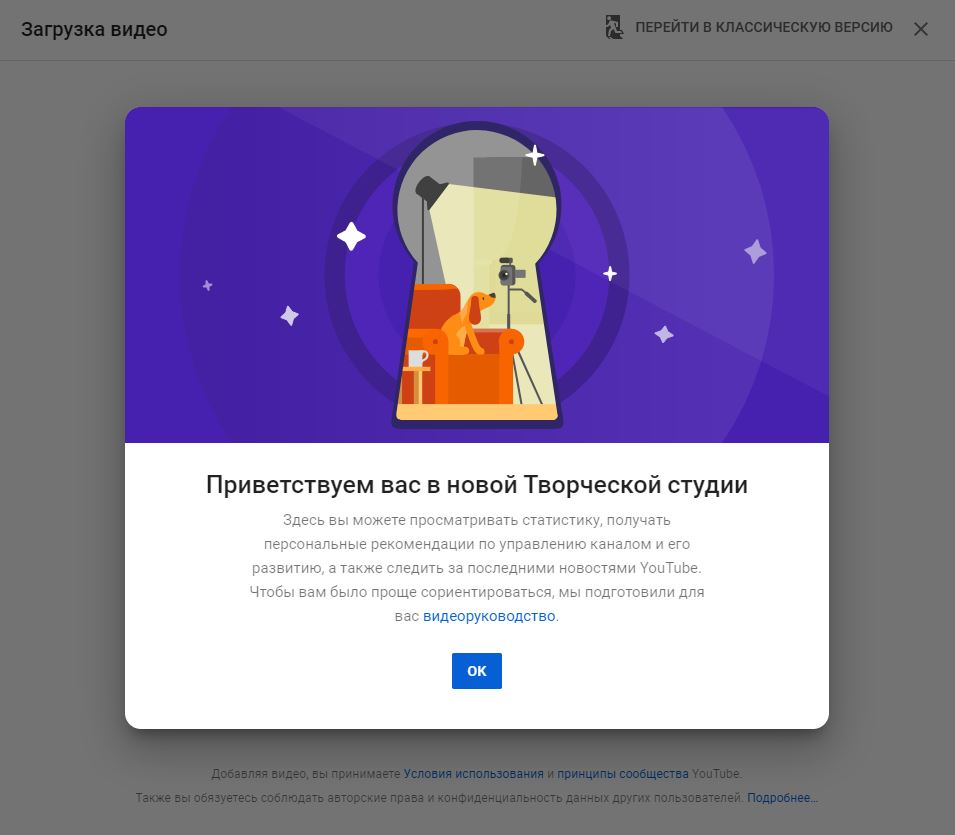 Загрузка видео
ПЕРЕЙТИ В КЛАССИЧЕСКУЮ ВЕРСИЮ
Приветствуем вас в новой Творческой студии
Здесь вы можете просматривать статистику, получать
персональные рекомендации по управлению каналом и его
развитию, а также следить за последними новостями YouTube.
Чтобы вам было проще сориентироваться, мы подготовили для
вас видеоруководство.
ОК
Добавляя видео, вы принимаете Условия использования и принципы сообщества YouTube.
Также вы обязуетесь соблюдать авторские права и конфиденциальность данных других пользователей. Подробнее…